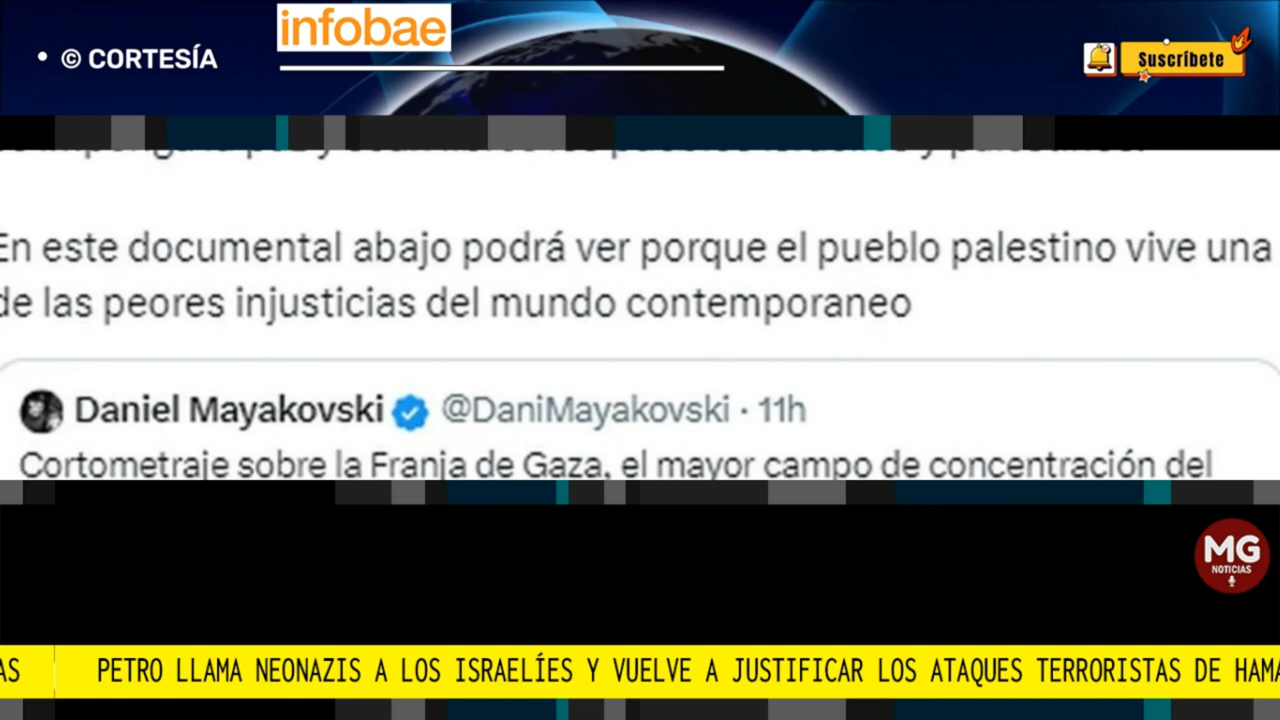 infobae
• © CORTESÍA
Suscríbete
En este documental abajo podrá ver porque el pueblo palestino vive una
de las peores injusticias del mundo contemporaneo
Daniel Mayakovski @DaniMayakovski · 11h
Cortometraje sobre la Franja de Gaza, el mayor campo de concentración del
MG
NOTICIAS
AS PETRO LLAMA NEONAZIS A LOS ISRAELÍES Y VUELVE A JUSTIFICAR LOS ATAQUES TERRORISTAS DE HAMA